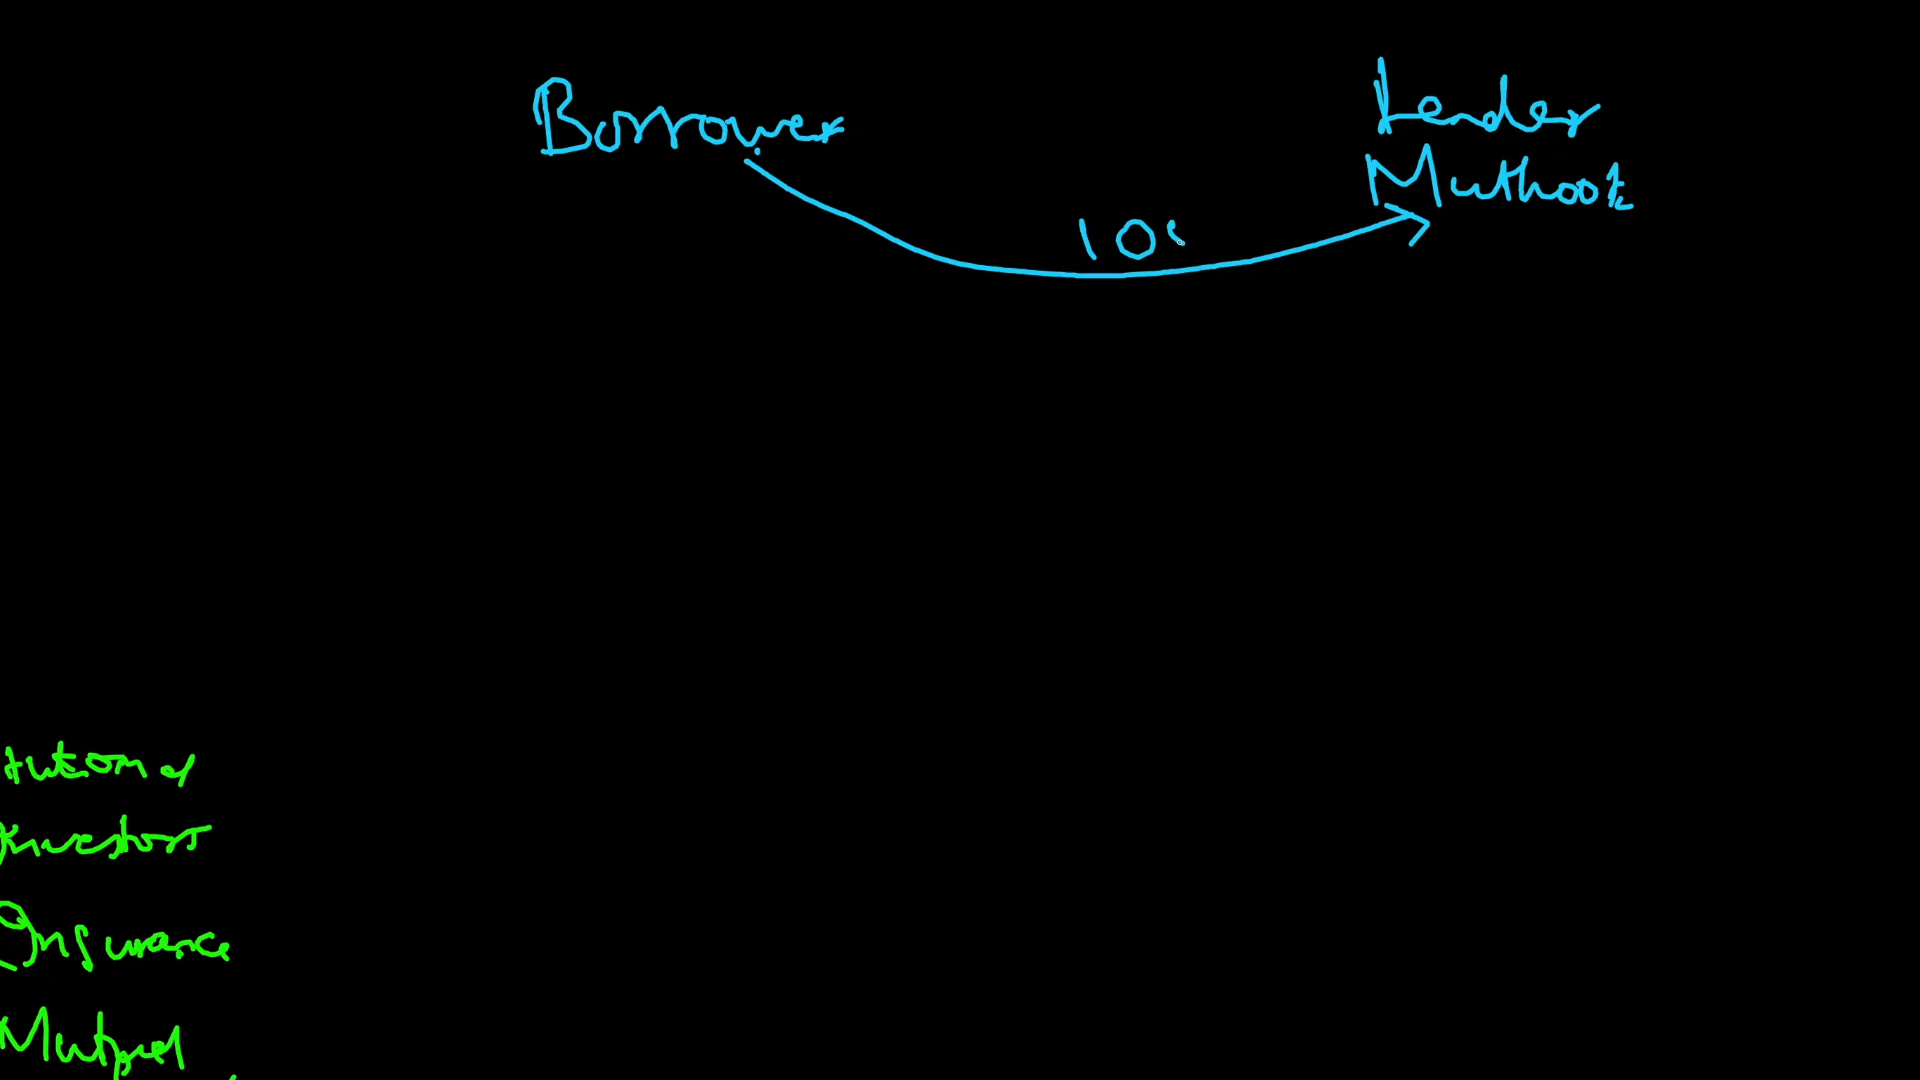 Borrower
Lender
Muthoot
10
Investors
Insurance
Mutual